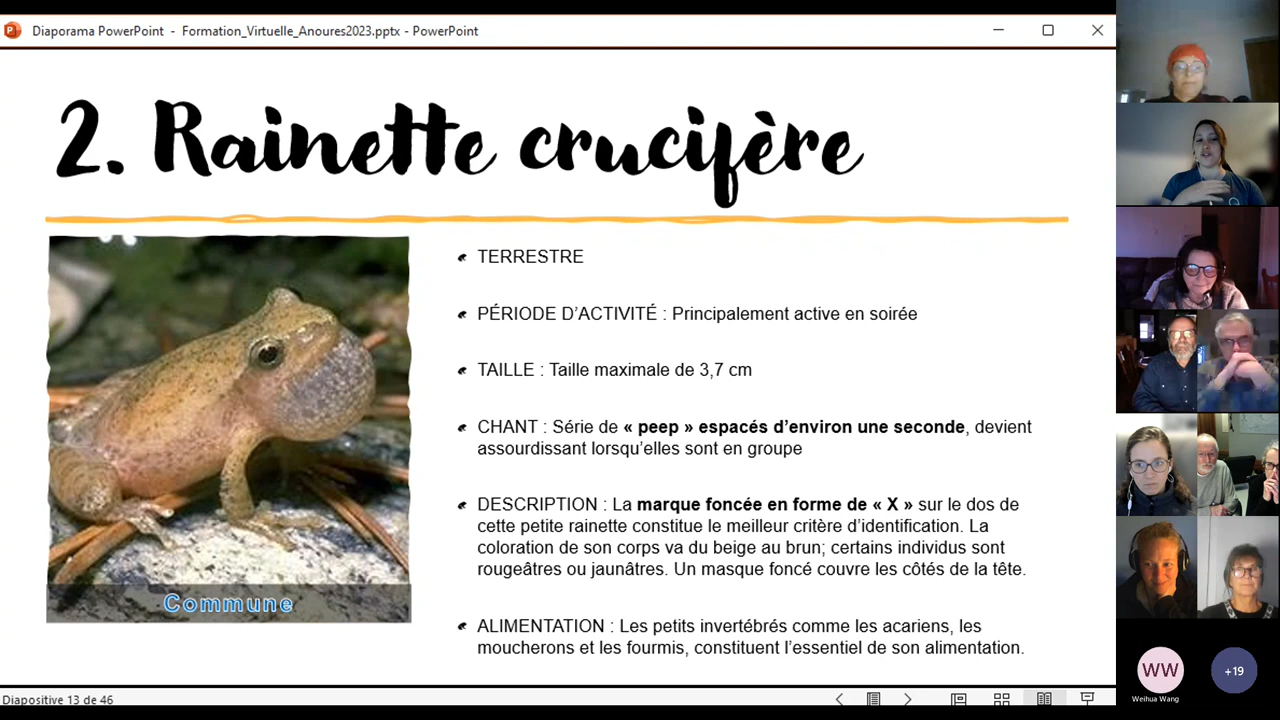 Diaporama PowerPoint - Formation_Virtuelle_Anoures2023.pptx - PowerPoint
2. Rainette crucifère
TERRESTRE
PÉRIODE D'ACTIVITÉ : Principalement active en soirée
TAILLE : Taille maximale de 3,7 cm
CHANT : Série de « peep » espacés d'environ une seconde, devient
assourdissant lorsqu'elles sont en groupe
DESCRIPTION : La marque foncée en forme de « X » sur le dos de
cette petite rainette constitue le meilleur critère d'identification. La
coloration de son corps va du beige au brun; certains individus sont
rougeâtres ou jaunâtres. Un masque foncé couvre les côtés de la tête.
ALIMENTATION : Les petits invertébrés comme les acariens, les
moucherons et les fourmis, constituent l'essentiel de son alimentation.
Commune
Diapositive 13 de 46
WW
Weihua Wang
+19